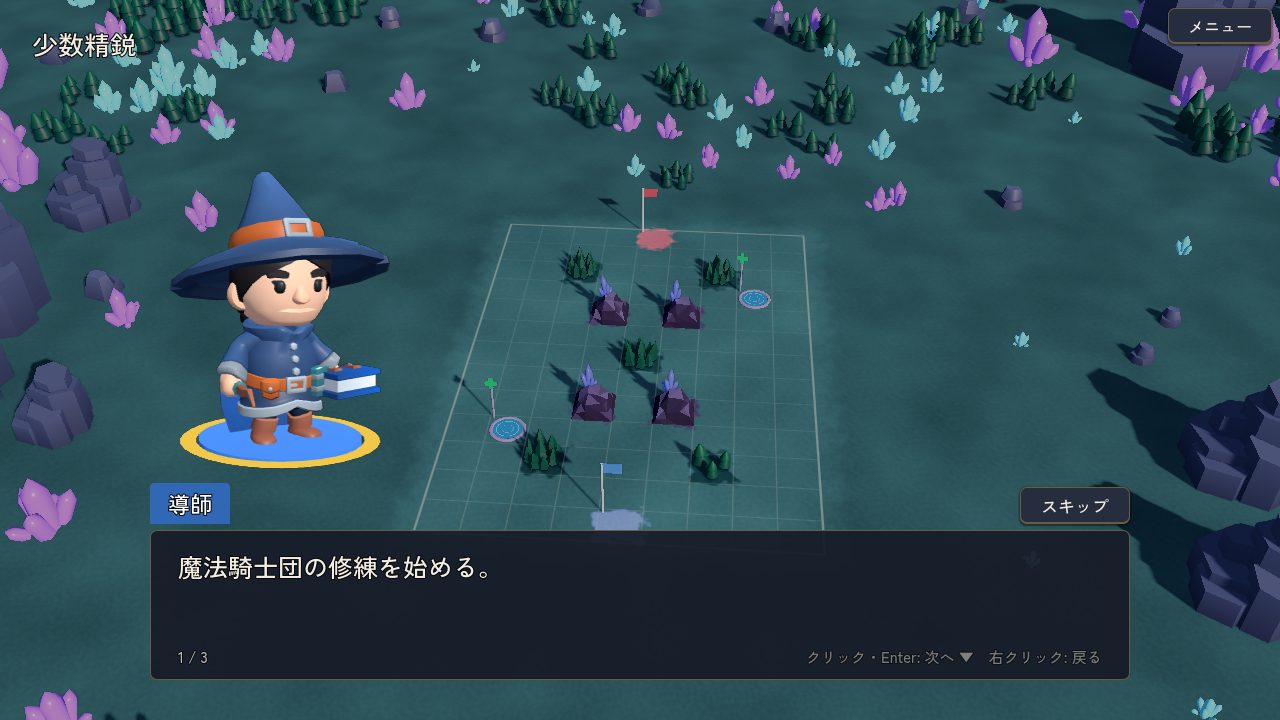 少数精鋭
メニュー
導師
スキップ
魔法騎士団の修練を始める。
1 / 3
クリック・Enter: 次へ ▼ 右クリック: 戻る